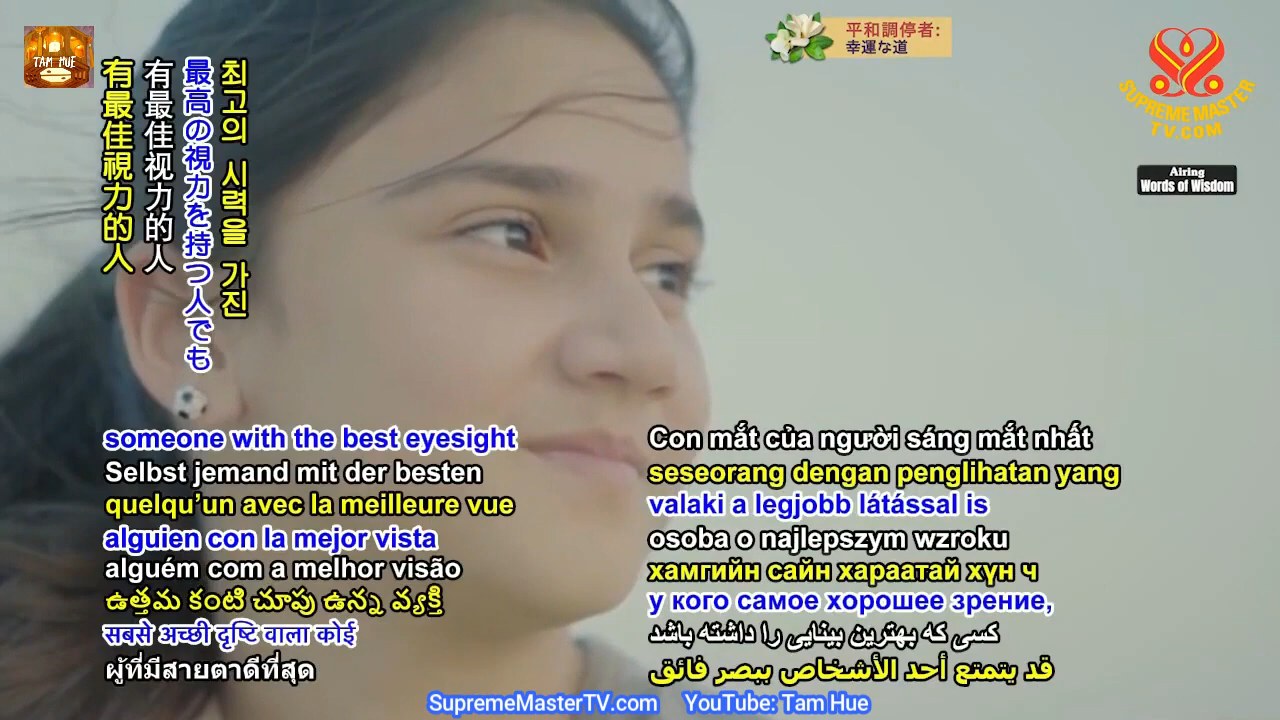 TAM HUE
平和調停者:
幸運な道
SUPREME MASTER
TV.COM
Airing
Words of Wisdom
최고의 시력을 가진
最高の視力を持つ人でも
有最佳视力的人
有最佳視力的人
someone with the best eyesight
Selbst jemand mit der besten
quelqu’un avec la meilleure vue
alguien con la mejor vista
alguém com a melhor visão
ఉత్తమ కంటి చూపు ఉన్న వ్యక్తి
सबसे अच्छी दृष्टि वाला कोई
ผู้ที่มีสายตาดีที่สุด
Con mắt của người sáng mắt nhất
seseorang dengan penglihatan yang
valaki a legjobb látással is
osoba o najlepszym wzroku
хамгийн сайн хараатай хүн ч
у кого самое хорошее зрение,
کسی که بهترین بینایی را داشته باشد
قد يتمتع أحد الأشخاص ببصر فائق
SupremeMasterTV.com YouTube: Tam Hue